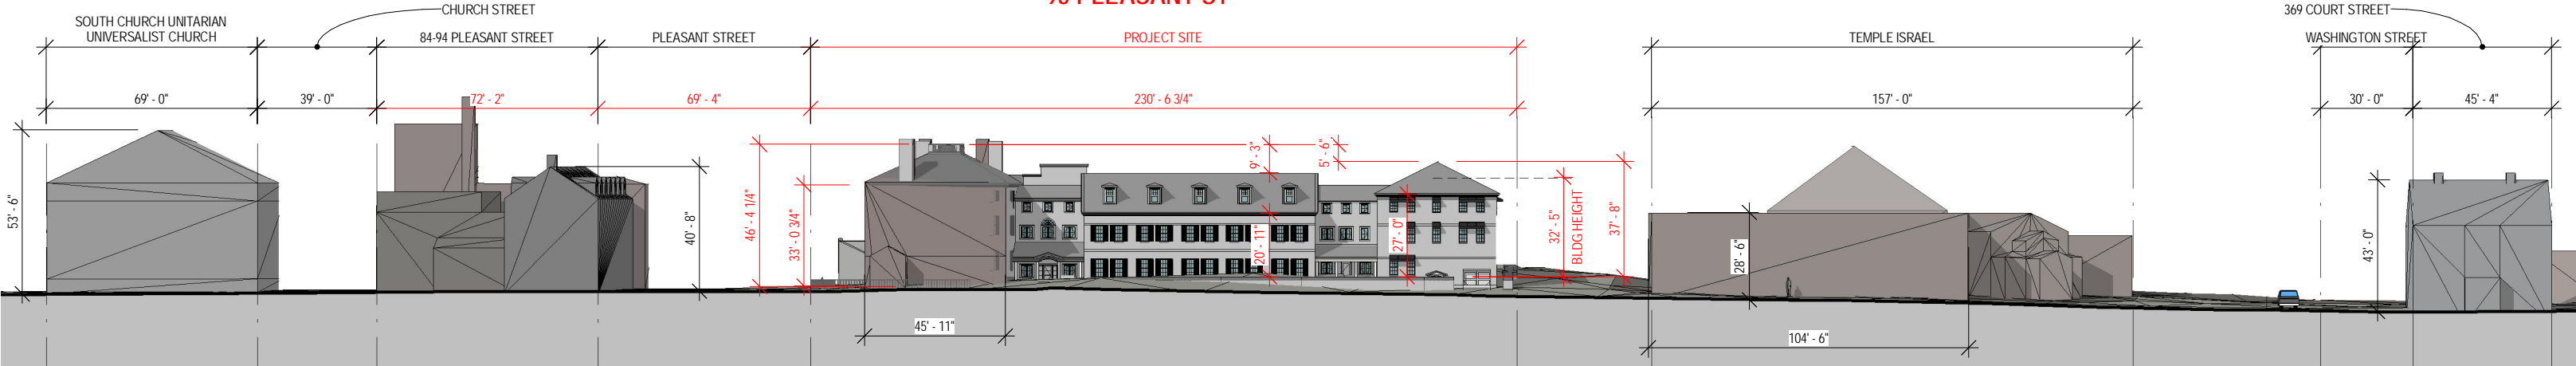 CHURCH STREET
369 COURT STREET
SOUTH CHURCH UNITARIAN
UNIVERSALIST CHURCH
84-94 PLEASANT STREET
PLEASANT STREET
PROJECT SITE
TEMPLE ISRAEL
WASHINGTON STREET
69' - 0"
39' - 0"
72' - 2"
69' - 4"
230' - 6 3/4"
157' - 0"
30' - 0"
45' - 4"
53' - 6"
40' - 8"
46' - 4 1/4"
33' - 0 3/4"
9' - 3"
5' - 6"
20' - 11"
27' - 0"
32' - 5"
BLDG HEIGHT
37' - 8"
28' - 6"
43' - 0"
45' - 11"
104' - 6"